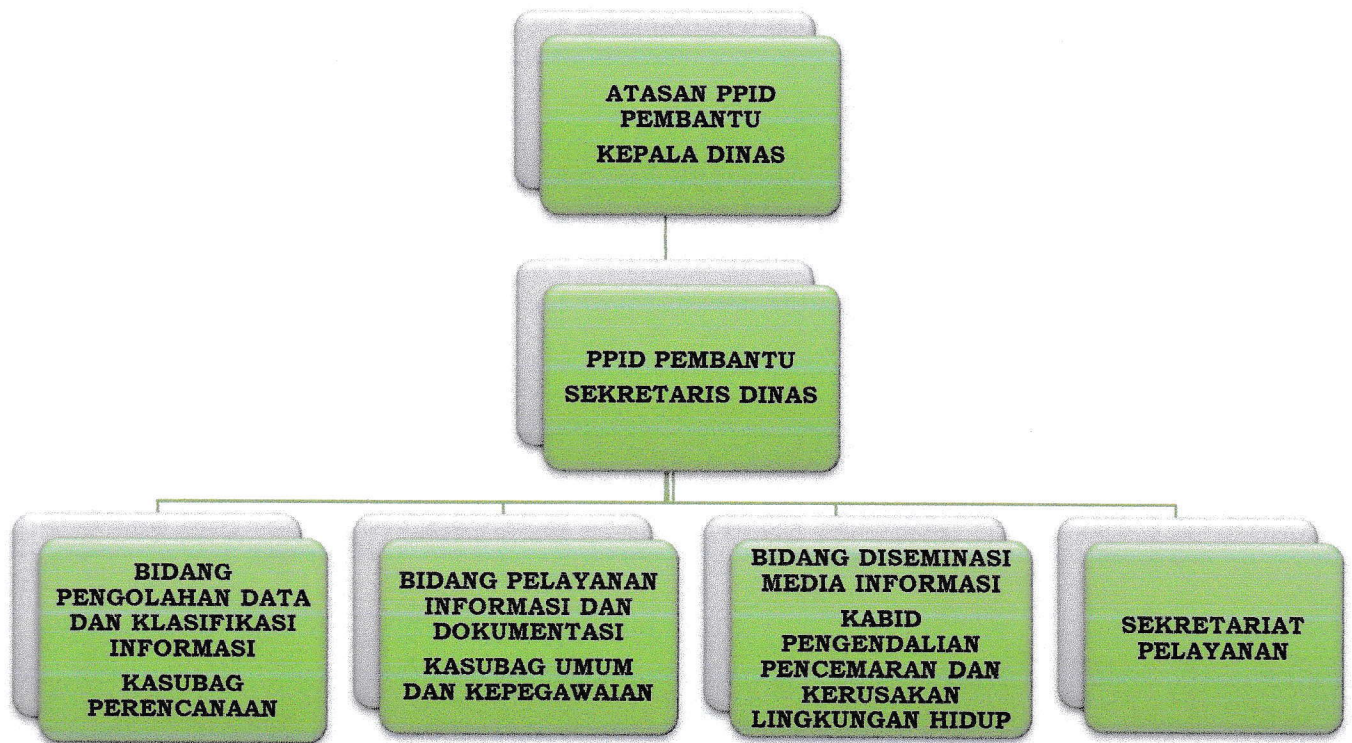 ATASAN PPID
PEMBANTU
KEPALA DINAS
PPID PEMBANTU
SEKRETARIS DINAS
BIDANG
PENGOLAHAN DATA
DAN KLASIFIKASI
INFORMASI
KASUBAG
PERENCANAAN
BIDANG PELAYANAN
INFORMASI DAN
DOKUMENTASI
KASUBAG UMUM
DAN KEPEGAWAIAN
BIDANG DISEMINASI
MEDIA INFORMASI
KABID
PENGENDALIAN
PENCEMARAN DAN
KERUSAKAN
LINGKUNGAN HIDUP
SEKRETARIAT
PELAYANAN